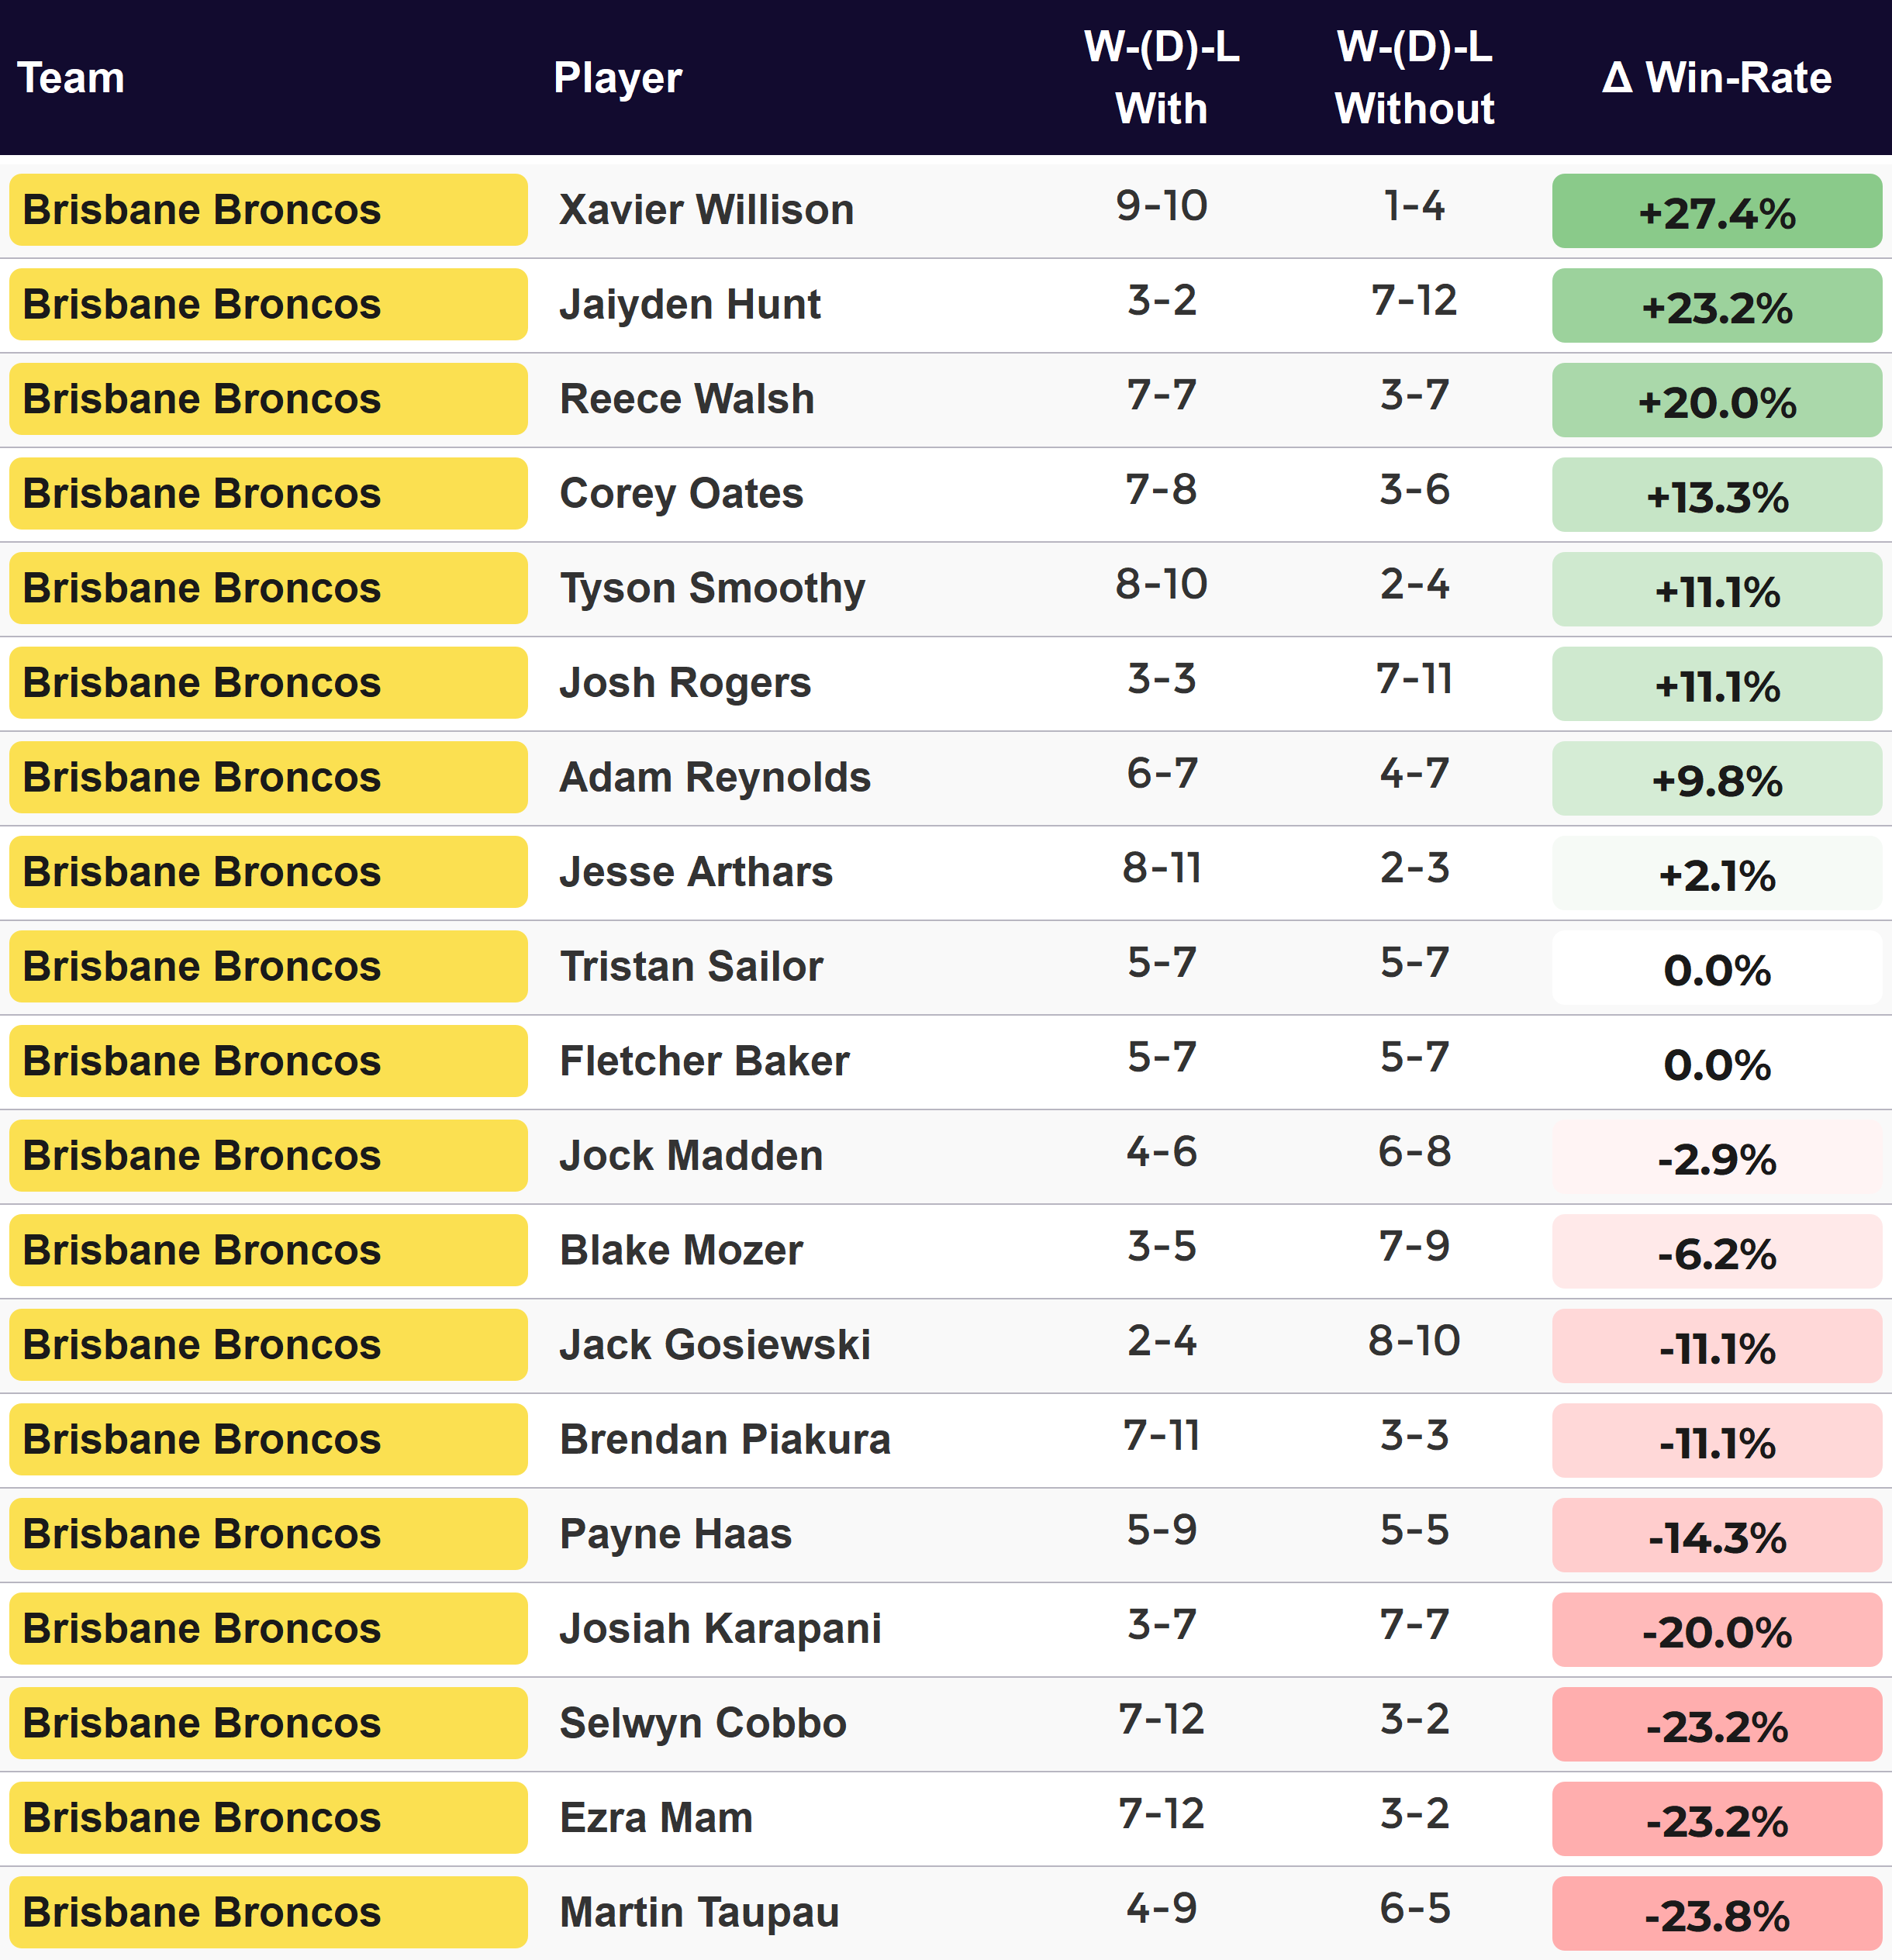 Team Player W-(D)-L With W-(D)-L Without Δ Win-Rate
Brisbane Broncos Xavier Willison 9-10 1-4 +27.4%
Brisbane Broncos Jaiyden Hunt 3-2 7-12 +23.2%
Brisbane Broncos Reece Walsh 7-7 3-7 +20.0%
Brisbane Broncos Corey Oates 7-8 3-6 +13.3%
Brisbane Broncos Tyson Smoothy 8-10 2-4 +11.1%
Brisbane Broncos Josh Rogers 3-3 7-11 +11.1%
Brisbane Broncos Adam Reynolds 6-7 4-7 +9.8%
Brisbane Broncos Jesse Arthars 8-11 2-3 +2.1%
Brisbane Broncos Tristan Sailor 5-7 5-7 0.0%
Brisbane Broncos Fletcher Baker 5-7 5-7 0.0%
Brisbane Broncos Jock Madden 4-6 6-8 -2.9%
Brisbane Broncos Blake Mozer 3-5 7-9 -6.2%
Brisbane Broncos Jack Gosiewski 2-4 8-10 -11.1%
Brisbane Broncos Brendan Piakura 7-11 3-3 -11.1%
Brisbane Broncos Payne Haas 5-9 5-5 -14.3%
Brisbane Broncos Josiah Karapani 3-7 7-7 -20.0%
Brisbane Broncos Selwyn Cobbo 7-12 3-2 -23.2%
Brisbane Broncos Ezra Mam 7-12 3-2 -23.2%
Brisbane Broncos Martin Taupau 4-9 6-5 -23.8%